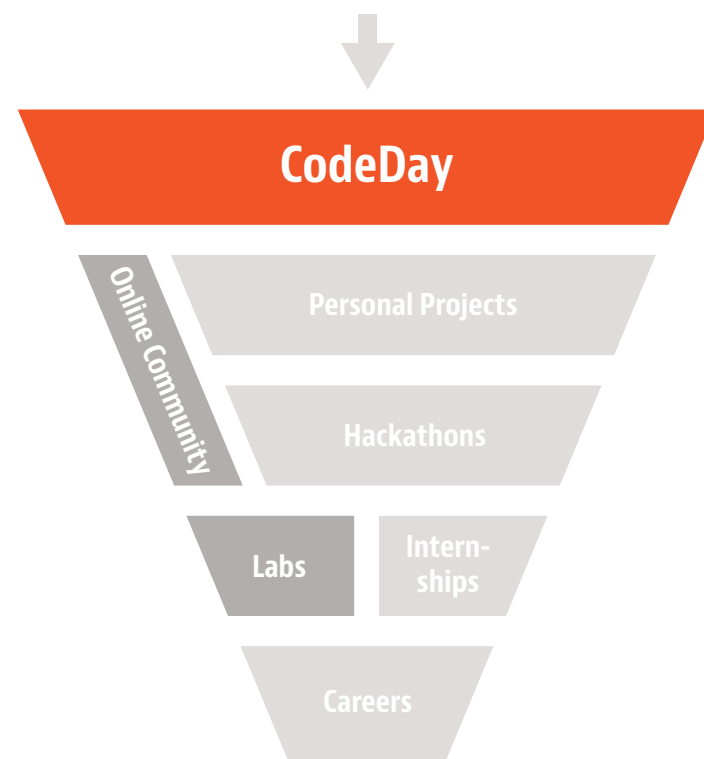 CodeDay
Online Community
Personal Projects
Hackathons
Labs
Intern-
ships
Careers